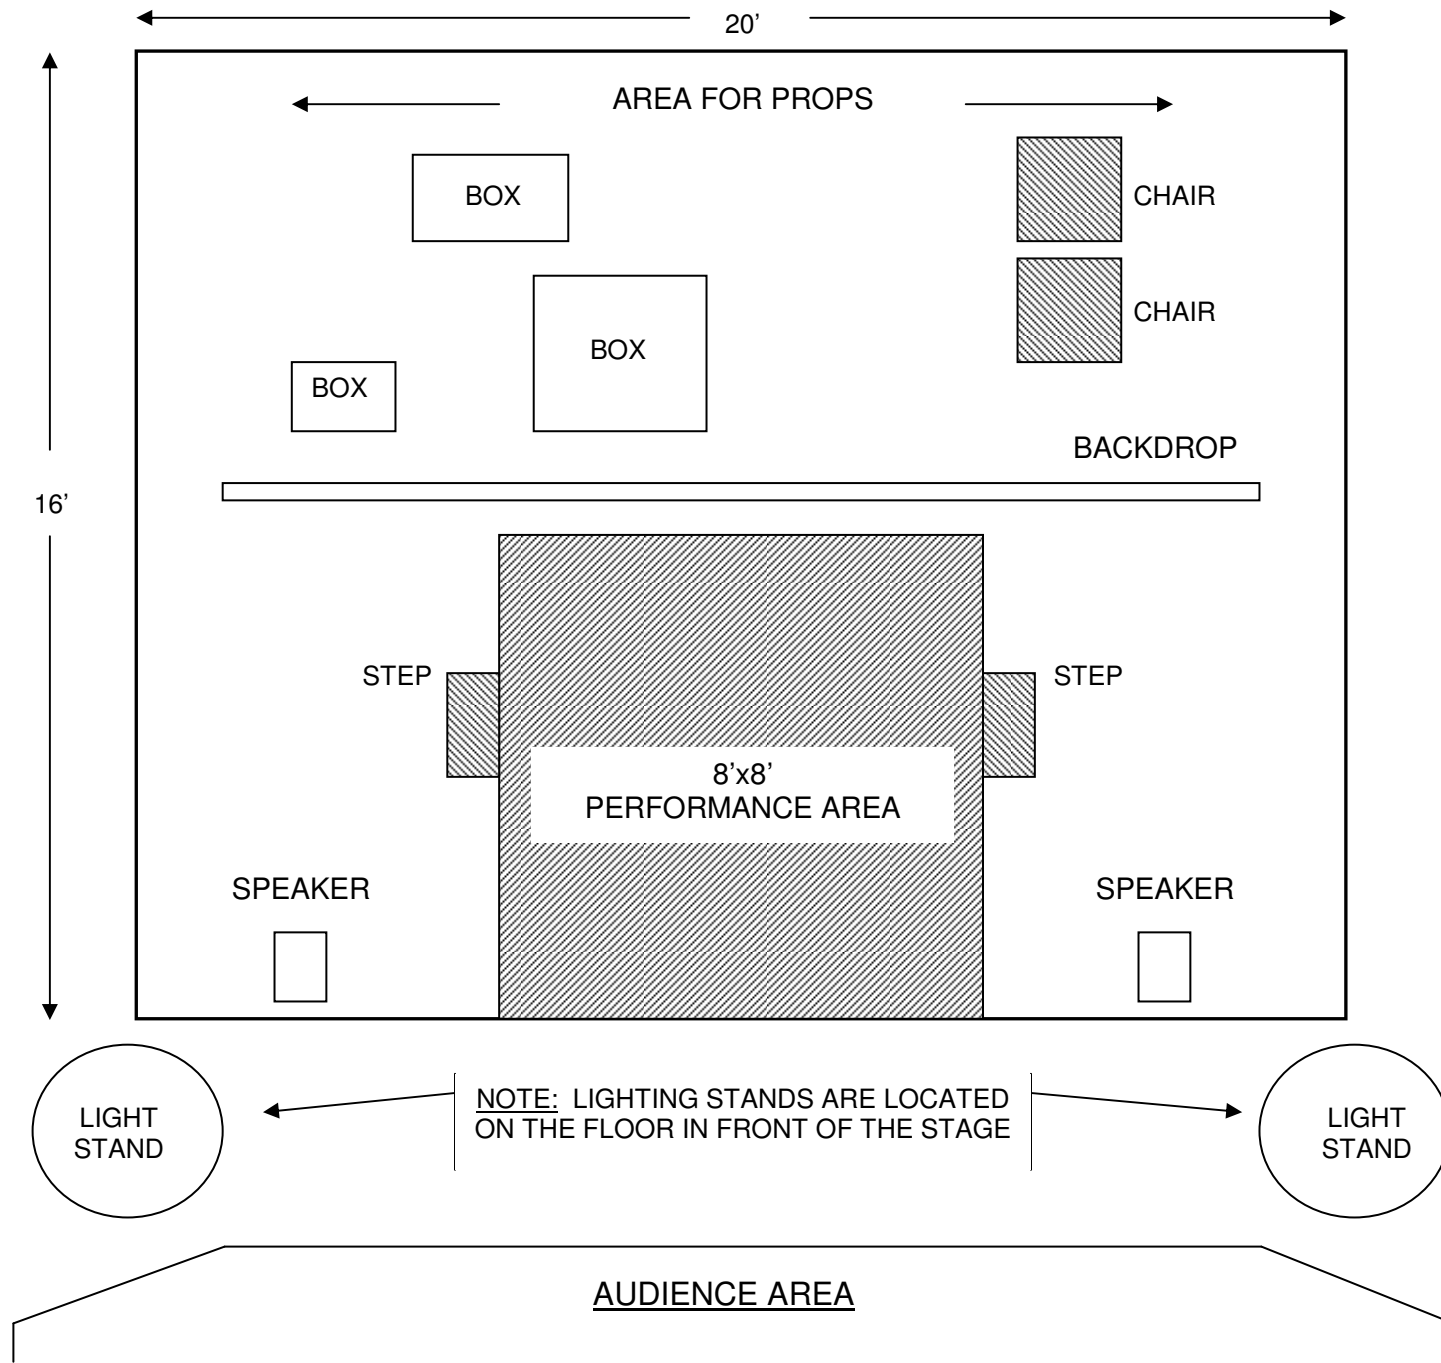 20’
AREA FOR PROPS
BOX
CHAIR
CHAIR
BOX
BOX
BACKDROP
16’
STEP
STEP
8’x8’
PERFORMANCE AREA
SPEAKER
SPEAKER
LIGHT
STAND
NOTE: LIGHTING STANDS ARE LOCATED
ON THE FLOOR IN FRONT OF THE STAGE
LIGHT
STAND
AUDIENCE AREA